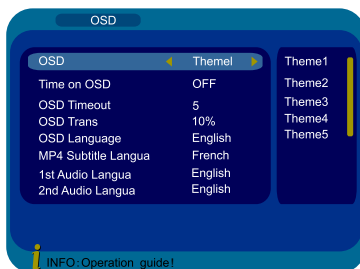 OSD
OSD Themel
Time on OSD OFF
OSD Timeout 5
OSD Trans 10%
OSD Language English
MP4 Subtitle Langua French
1st Audio Langua English
2nd Audio Langua English
Theme1
Theme2
Theme3
Theme4
Theme5
INFO:Operation guide!